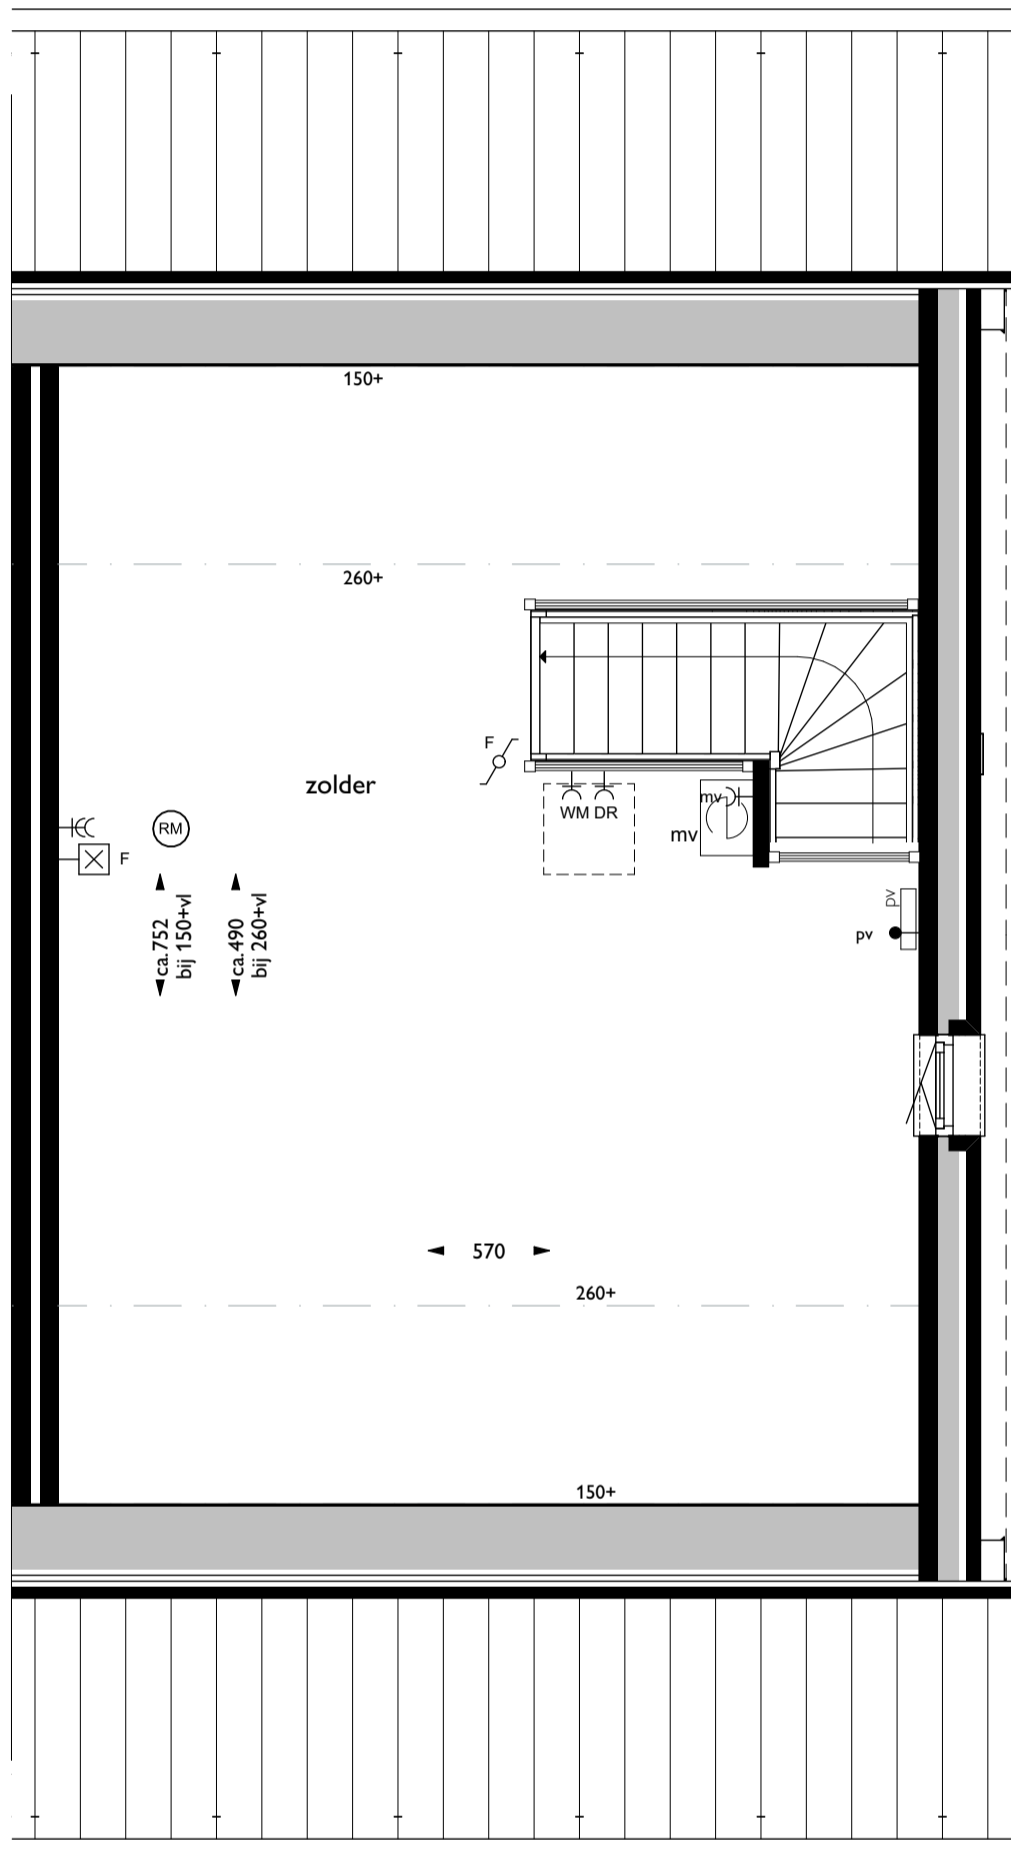 150+
260+
F
zolder
WM DR
mv
mv
RM
F
ca.752
bij 150+vl
ca.490
bij 260+vl
pv
pv
570
260+
150+